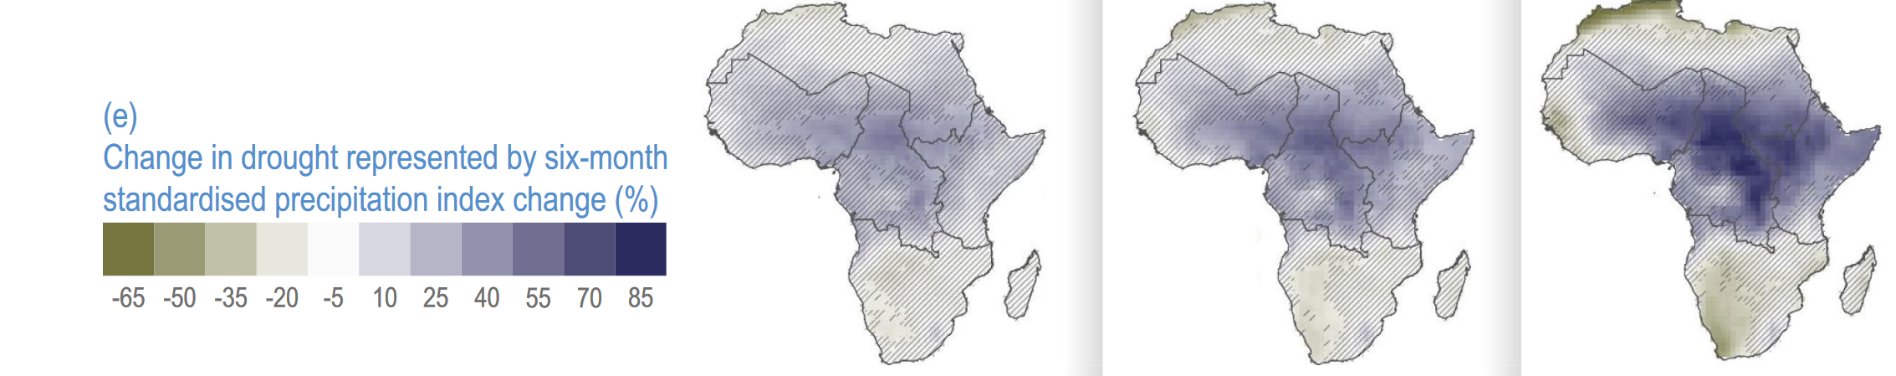 (e)
Change in drought represented by six-month
standardised precipitation index change (%)
-65 -50 -35 -20 -5 10 25 40 55 70 85